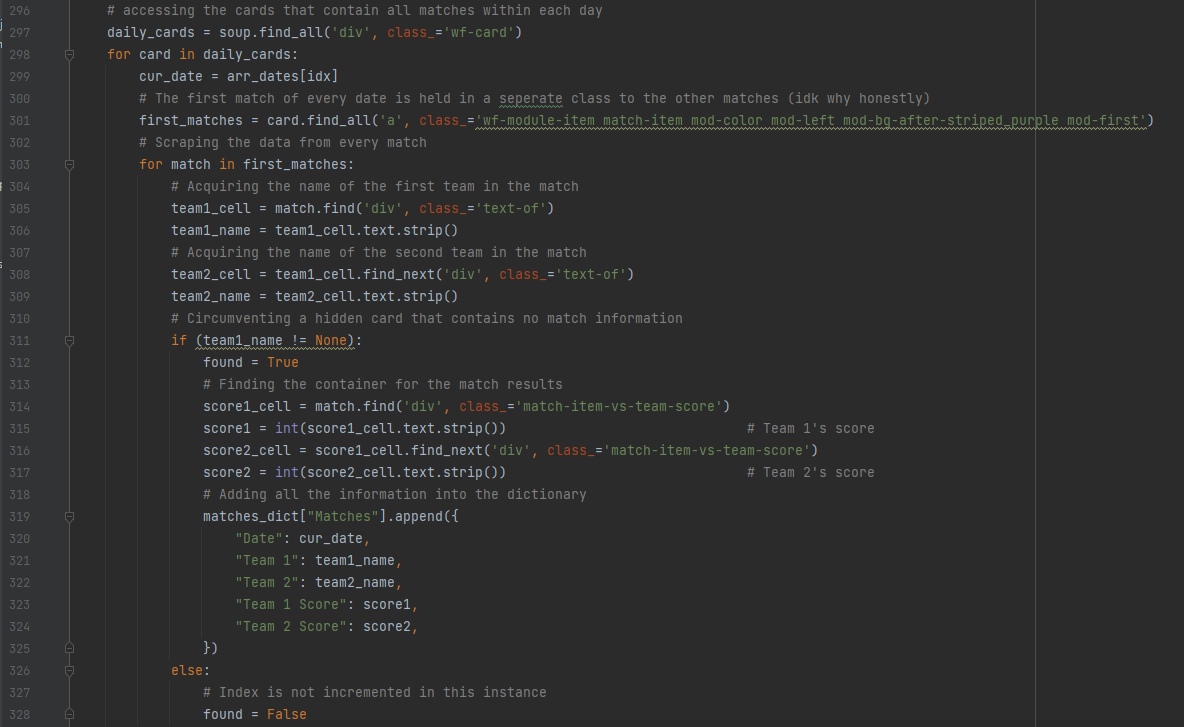 296 # accessing the cards that contain all matches within each day
297 daily_cards = soup.find_all('div', class_='wf-card')
298 for card in daily_cards:
299 cur_date = arr_dates[idx]
300 # The first match of every date is held in a seperate class to the other matches (idk why honestly)
301 first_matches = card.find_all('a', class_='wf-module-item match-item mod-color mod-left mod-bg-after-striped_purple mod-first')
302 # Scraping the data from every match
303 for match in first_matches:
304 # Acquiring the name of the first team in the match
305 team1_cell = match.find('div', class_='text-of')
306 team1_name = team1_cell.text.strip()
307 # Acquiring the name of the second team in the match
308 team2_cell = team1_cell.find_next('div', class_='text-of')
309 team2_name = team2_cell.text.strip()
310 # Circumventing a hidden card that contains no match information
311 if (team1_name != None):
312 found = True
313 # Finding the container for the match results
314 score1_cell = match.find('div', class_='match-item-vs-team-score')
315 score1 = int(score1_cell.text.strip()) # Team 1's score
316 score2_cell = score1_cell.find_next('div', class_='match-item-vs-team-score')
317 score2 = int(score2_cell.text.strip()) # Team 2's score
318 # Adding all the information into the dictionary
319 matches_dict["Matches"].append({
320 "Date": cur_date,
321 "Team 1": team1_name,
322 "Team 2": team2_name,
323 "Team 1 Score": score1,
324 "Team 2 Score": score2,
325 })
326 else:
327 # Index is not incremented in this instance
328 found = False